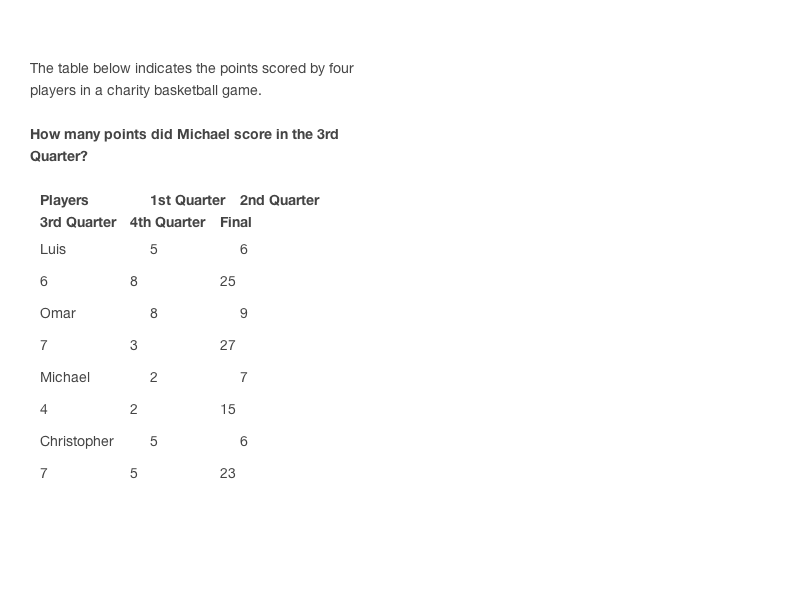 The table below indicates the points scored by four
players in a charity basketball game.
How many points did Michael score in the 3rd
Quarter?
Players 1st Quarter 2nd Quarter
3rd Quarter 4th Quarter Final
Luis 5 6
6 8 25
Omar 8 9
7 3 27
Michael 2 7
4 2 15
Christopher 5 6
7 5 23